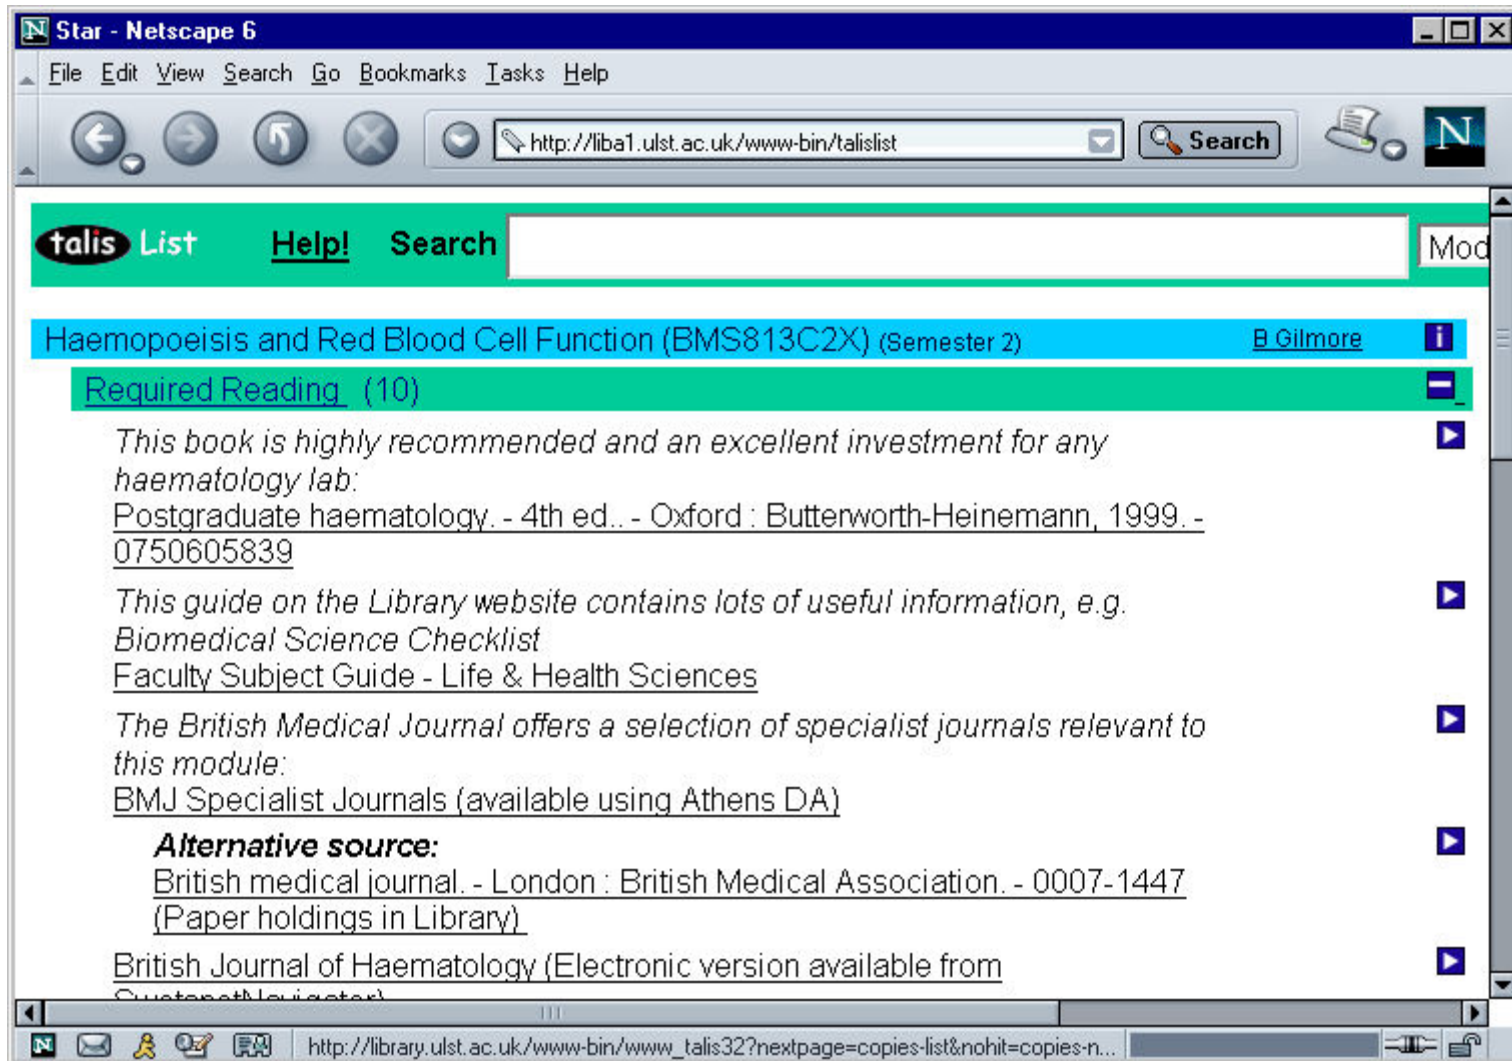 Star - Netscape 6
File Edit View Search Go Bookmarks Tasks Help
http://liba1.ulst.ac.uk/www-bin/talislist
Search
N
talis List Help! Search Mod
Haemopoeisis and Red Blood Cell Function (BMS813C2X) (Semester 2) B Gilmore i
Required Reading (10)
This book is highly recommended and an excellent investment for any
haematology lab:
Postgraduate haematology. - 4th ed.. - Oxford : Butterworth-Heinemann, 1999. -
0750605839
This guide on the Library website contains lots of useful information, e.g.
Biomedical Science Checklist
Faculty Subject Guide - Life & Health Sciences
The British Medical Journal offers a selection of specialist journals relevant to
this module:
BMJ Specialist Journals (available using Athens DA)
Alternative source:
British medical journal. - London : British Medical Association. - 0007-1447
(Paper holdings in Library)
British Journal of Haematology (Electronic version available from
http://library.ulst.ac.uk/www-bin/www_talis32?nextpage=copies-list&nohit=copies-n...